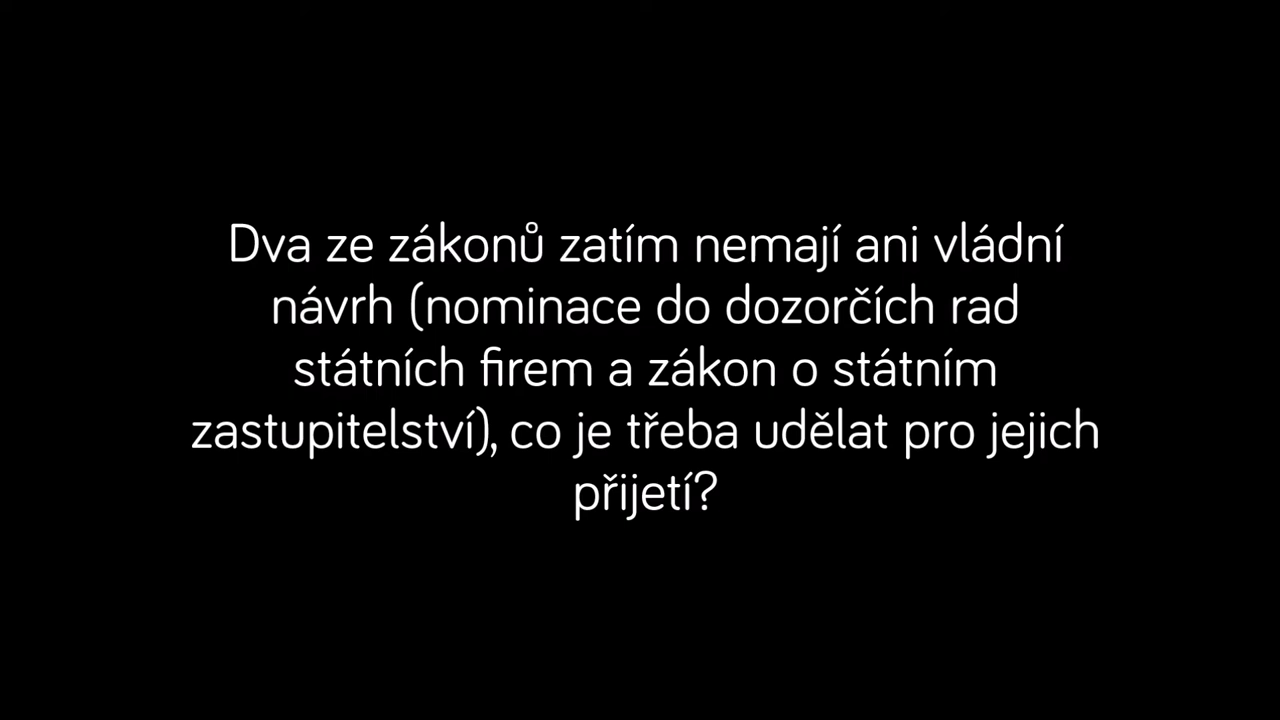 Dva ze zákonů zatím nemají ani vládní
návrh (nominace do dozorčích rad
státních firem a zákon o státním
zastupitelství), co je třeba udělat pro jejich
přijetí?